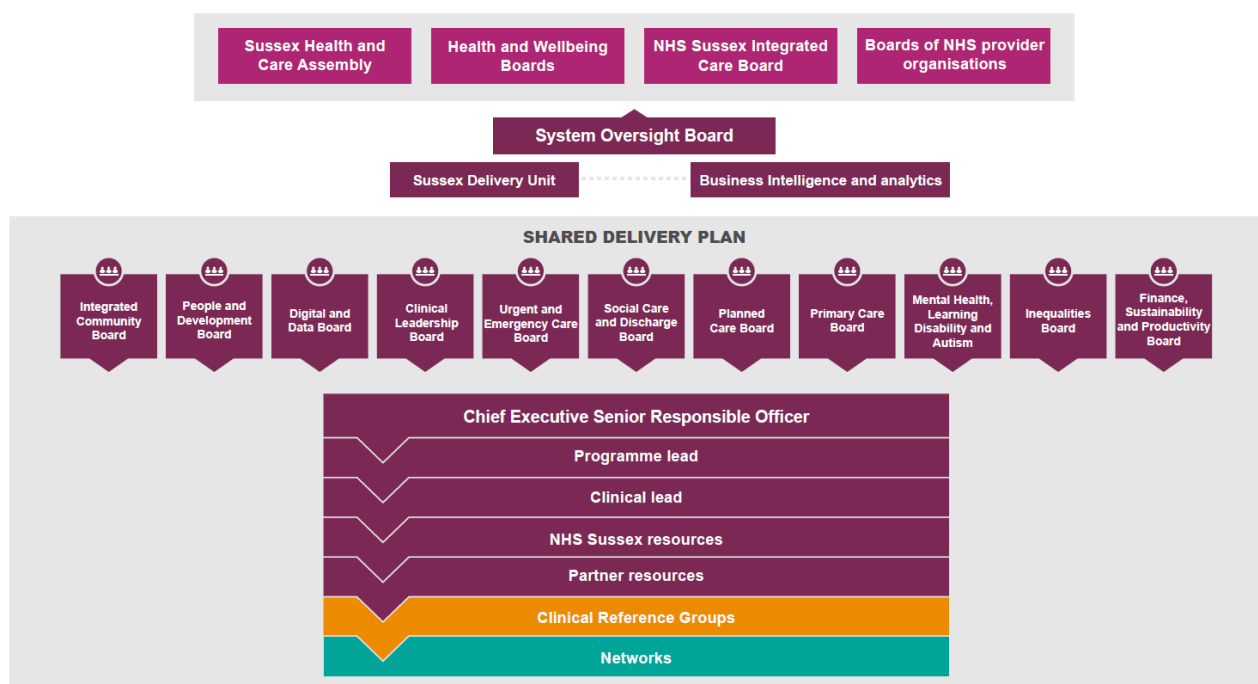 Sussex Health and
Care Assembly
Health and Wellbeing
Boards
NHS Sussex Integrated
Care Board
Boards of NHS provider
organisations
System Oversight Board
Sussex Delivery Unit
Business Intelligence and analytics
SHARED DELIVERY PLAN
Integrated
Community
Board
People and
Development
Board
Digital and
Data Board
Clinical
Leadership
Board
Urgent and
Emergency Care
Board
Social Care
and Discharge
Board
Planned
Care Board
Primary Care
Board
Mental Health,
Learning
Disability and
Autism
Inequalities
Board
Finance,
Sustainability
and Productivity
Board
Chief Executive Senior Responsible Officer
Programme lead
Clinical lead
NHS Sussex resources
Partner resources
Clinical Reference Groups
Networks